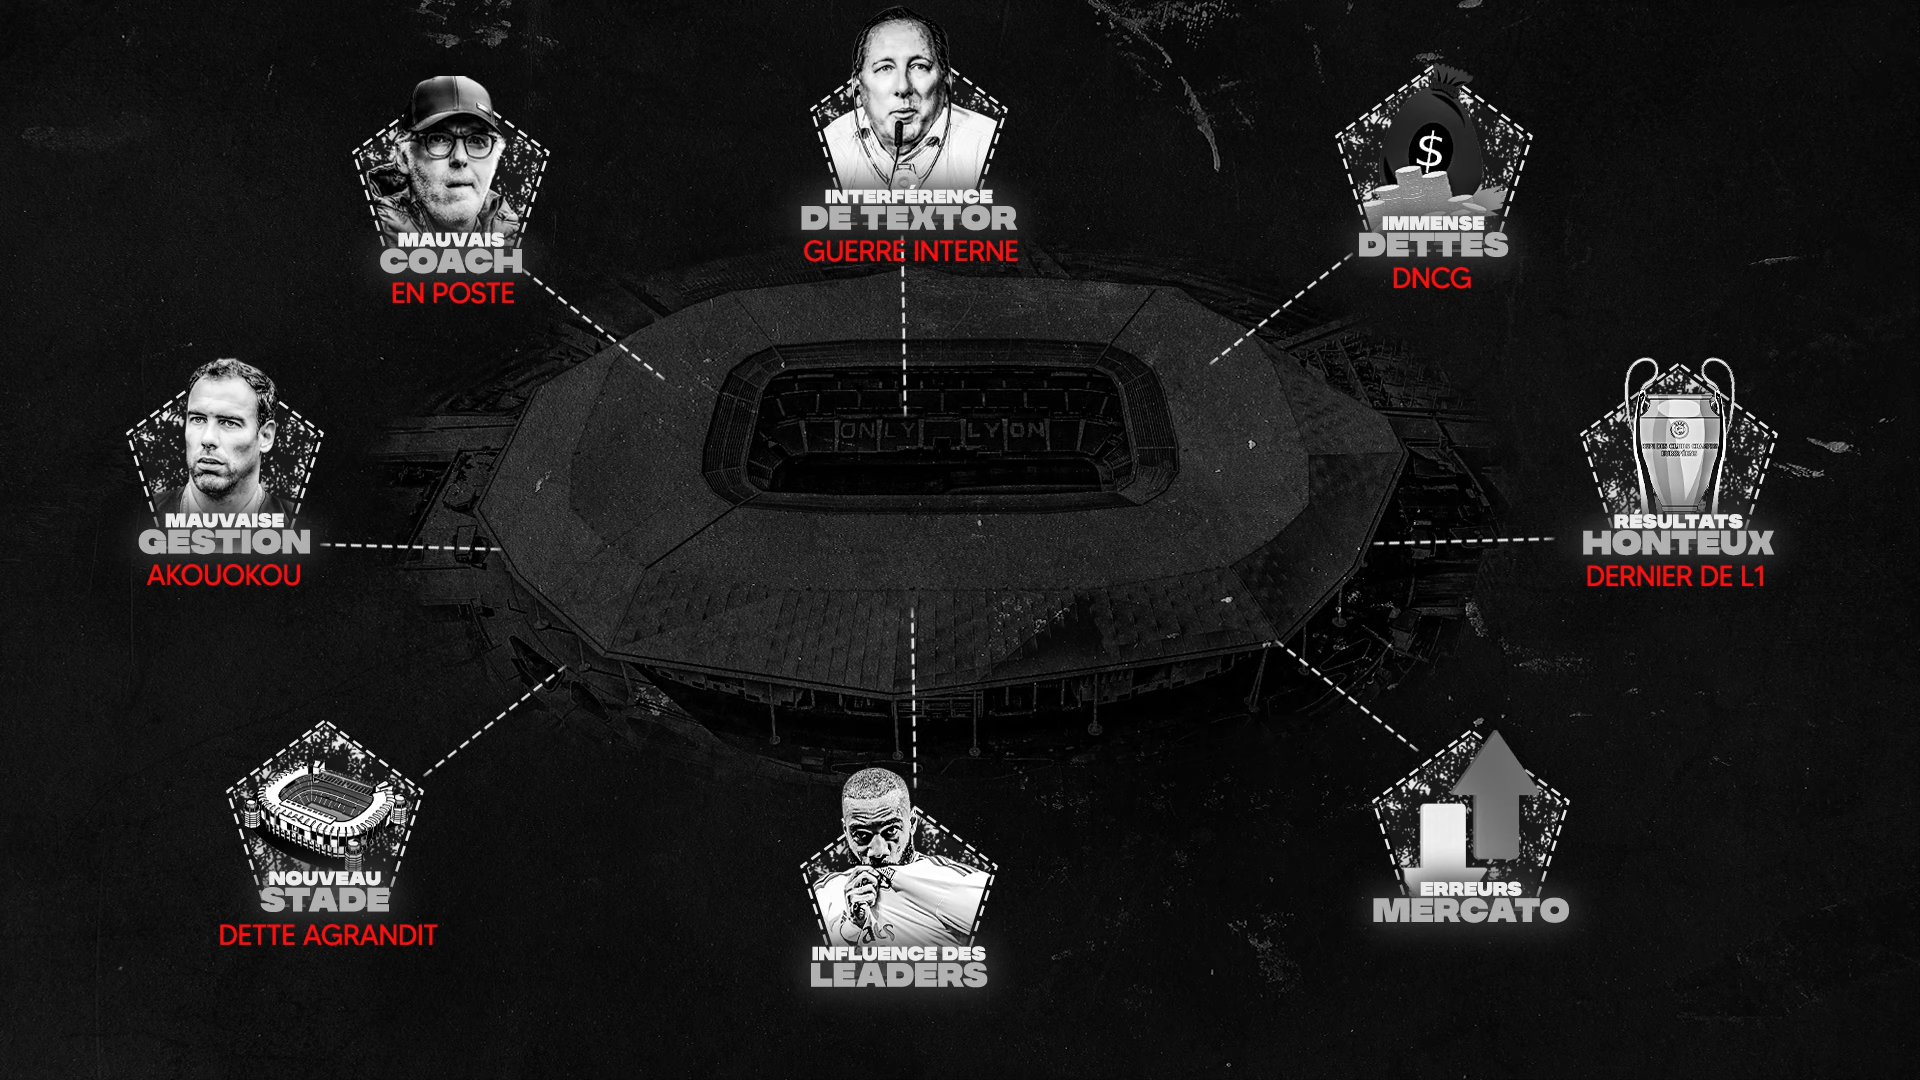 INTERFÉRENCE
DE TEXTOR
GUERRE INTERNE
MAUVAIS
COACH
EN POSTE
$
IMMENSE
DETTES
DNCG
MAUVAISE
GESTION
AKOUOKOU
ONLY LYON
RÉSULTATS
HONTEUX
DERNIER DE L1
NOUVEAU
STADE
DETTE AGRANDIT
INFLUENCE DES
LEADERS
ERREURS
MERCATO